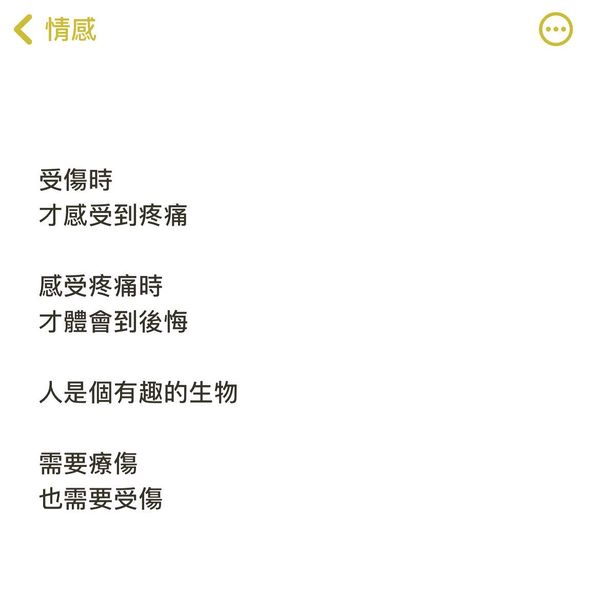 情感
受傷時
才感受到疼痛
感受疼痛時
才體會到後悔
人是個有趣的生物
需要療傷
也需要受傷